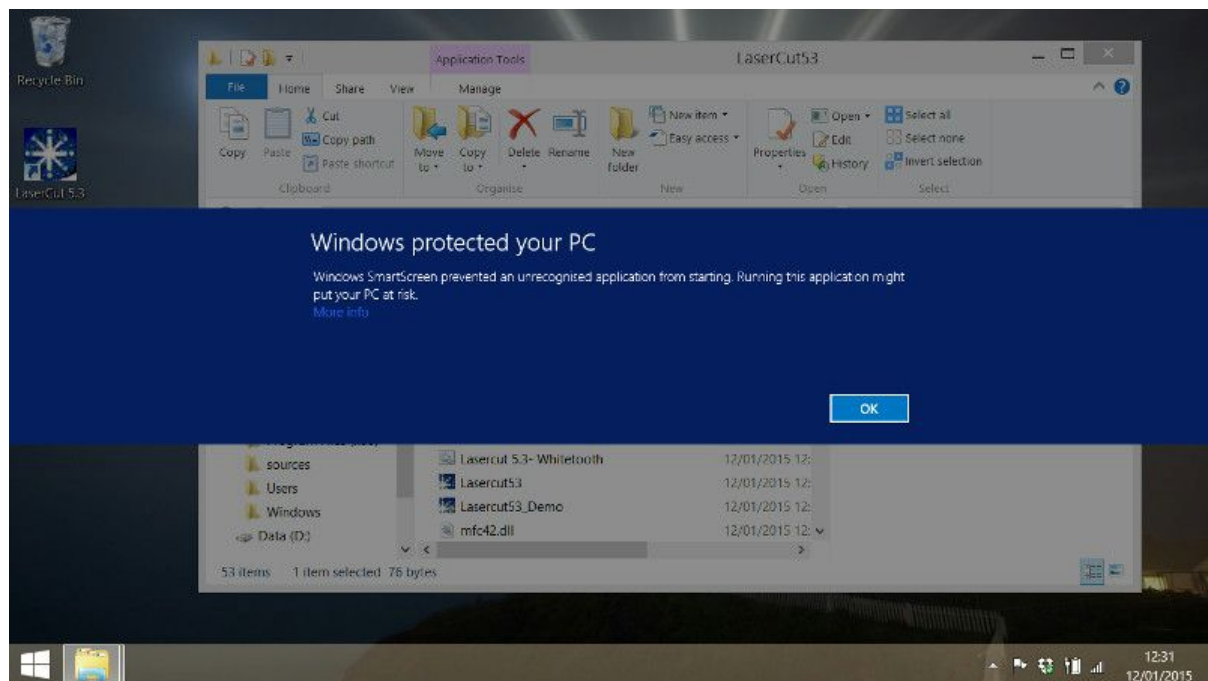 Recycle Bin
LaserCut 5.3
Application Tools
LaserCut53
File Home Share View Manage
Copy
Paste
Cut
Copy path
Paste shortcut
Clipboard
Move to
Copy to
Delete
Rename
Organise
New folder
New item
Easy access
New
Properties
Open
Edit
History
Open
Select all
Select none
Invert selection
Select
Windows protected your PC
Windows SmartScreen prevented an unrecognised application from starting. Running this application might
put your PC at risk.
More info
OK
sources
Users
Windows
Data (D:)
Lasercut 5.3- Whitetooth 12/01/2015 12:
Lasercut53 12/01/2015 12:
Lasercut53_Demo 12/01/2015 12:
mfc42.dll 12/01/2015 12:
53 items 1 item selected 76 bytes
12:31
12/01/2015